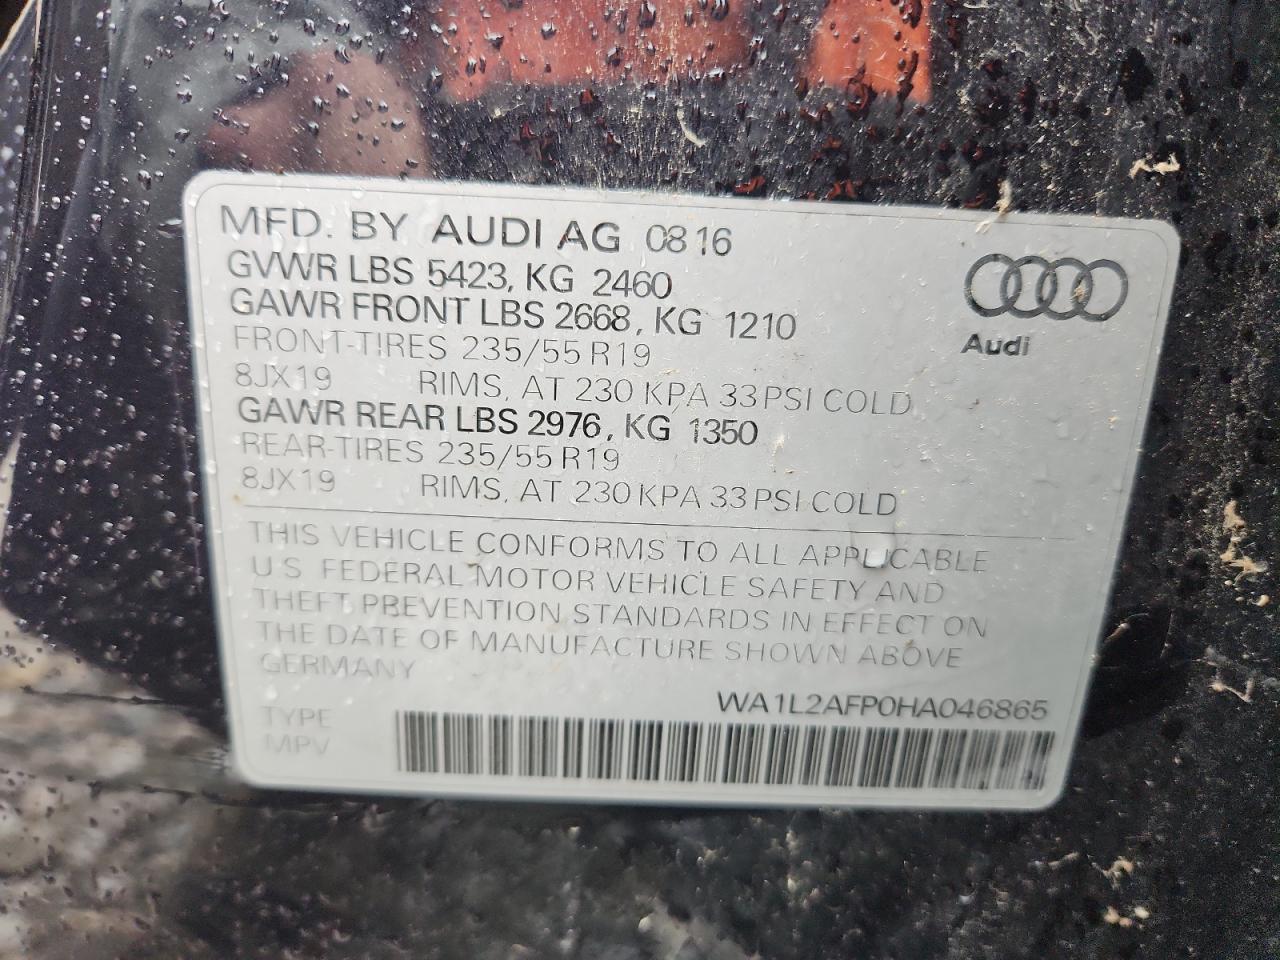 MFD. BY AUDI AG 08 16
GVWR LBS 5423, KG 2460
GAWR FRONT LBS 2668, KG 1210
FRONT-TIRES 235/55 R19
8JX19 RIMS, AT 230 KPA 33 PSI COLD
GAWR REAR LBS 2976, KG 1350
REAR-TIRES 235/55 R19
8JX19 RIMS, AT 230 KPA 33 PSI COLD
Audi
THIS VEHICLE CONFORMS TO ALL APPLICABLE
U S FEDERAL MOTOR VEHICLE SAFETY AND
THEFT PREVENTION STANDARDS IN EFFECT ON
THE DATE OF MANUFACTURE SHOWN ABOVE
GERMANY
WA1L2AFP0HA046865
TYPE
MPV